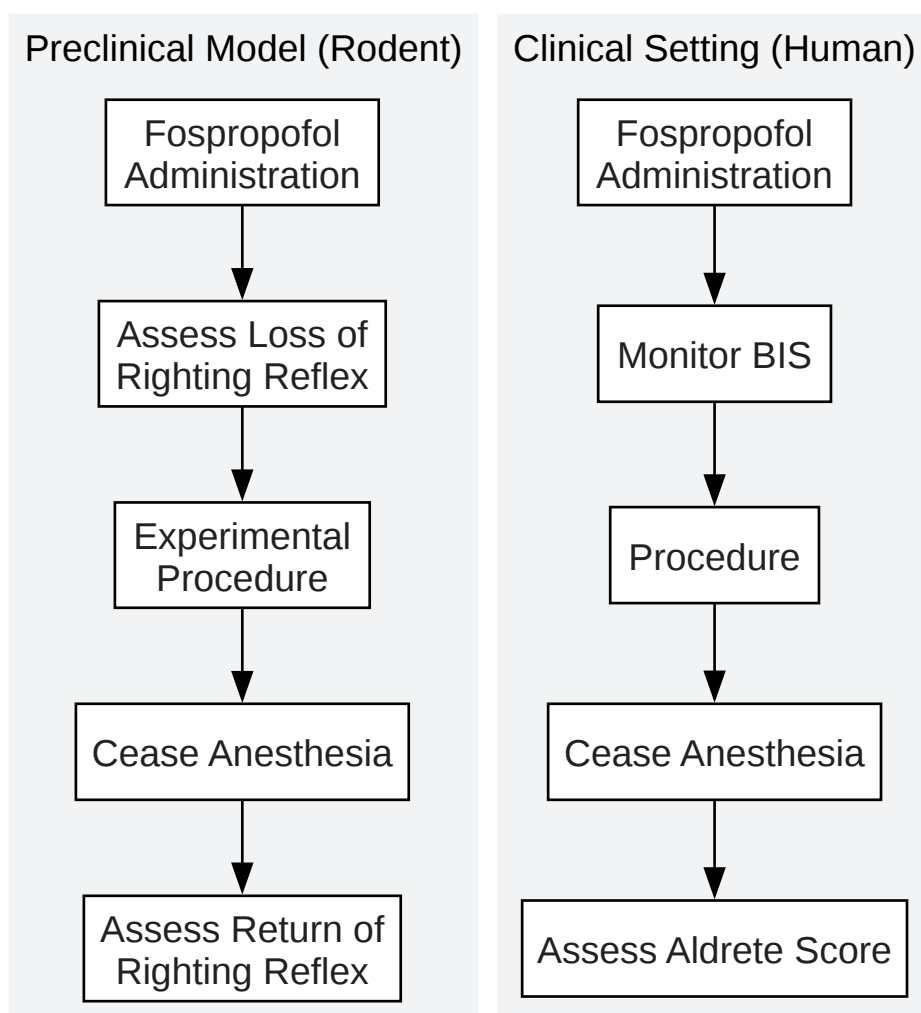 Preclinical Model (Rodent)
Fospropofol
Administration
Assess Loss of
Righting Reflex
Experimental
Procedure
Cease Anesthesia
Assess Return of
Righting Reflex
Clinical Setting (Human)
Fospropofol
Administration
Monitor BIS
Procedure
Cease Anesthesia
Assess Aldrete Score